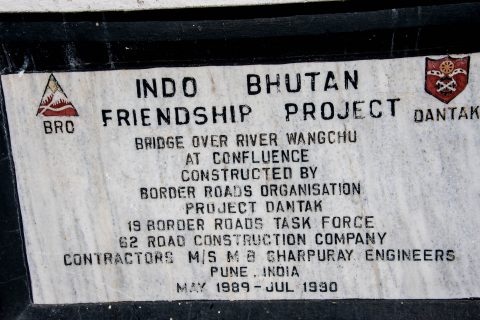 INDO BHUTAN
FRIENDSHIP PROJECT
BRO
DANTAK
BRIDGE OVER RIVER WANGCHU
AT CONFLUENCE
CONSTRUCTED BY
BORDER ROADS ORGANISATION
PROJECT DANTAK
19 BORDER ROADS TASK FORCE
62 ROAD CONSTRUCTION COMPANY
CONTRACTORS M/S M B GHARPURAY ENGINEERS
PUNE, INDIA
MAY 1989 - JUL 1990